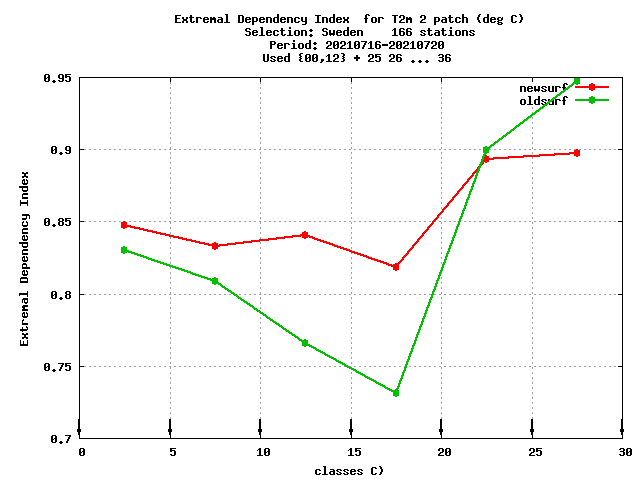 Extremal Dependency Index  for T2m 2 patch (deg C)
Selection: Sweden    166 stations
Period: 20210716-20210720
Used {00,12} + 25 26 ... 36
newsurf
oldsurf
0.95
0.9
0.85
0.8
0.75
0.7
Extremal Dependency Index
0 5 10 15 20 25 30
classes C)